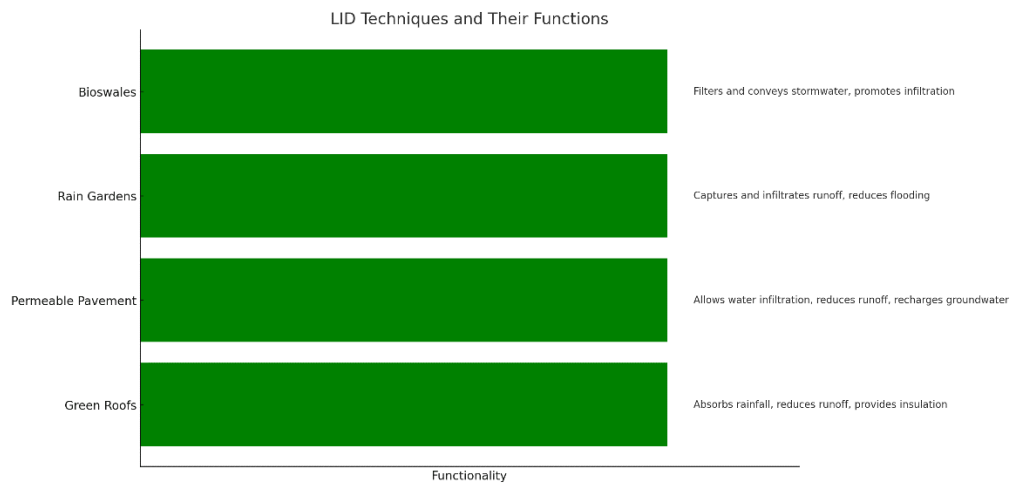 LID Techniques and Their Functions
Bioswales
Filters and conveys stormwater, promotes infiltration
Rain Gardens
Captures and infiltrates runoff, reduces flooding
Permeable Pavement
Allows water infiltration, reduces runoff, recharges groundwater
Green Roofs
Absorbs rainfall, reduces runoff, provides insulation
Functionality